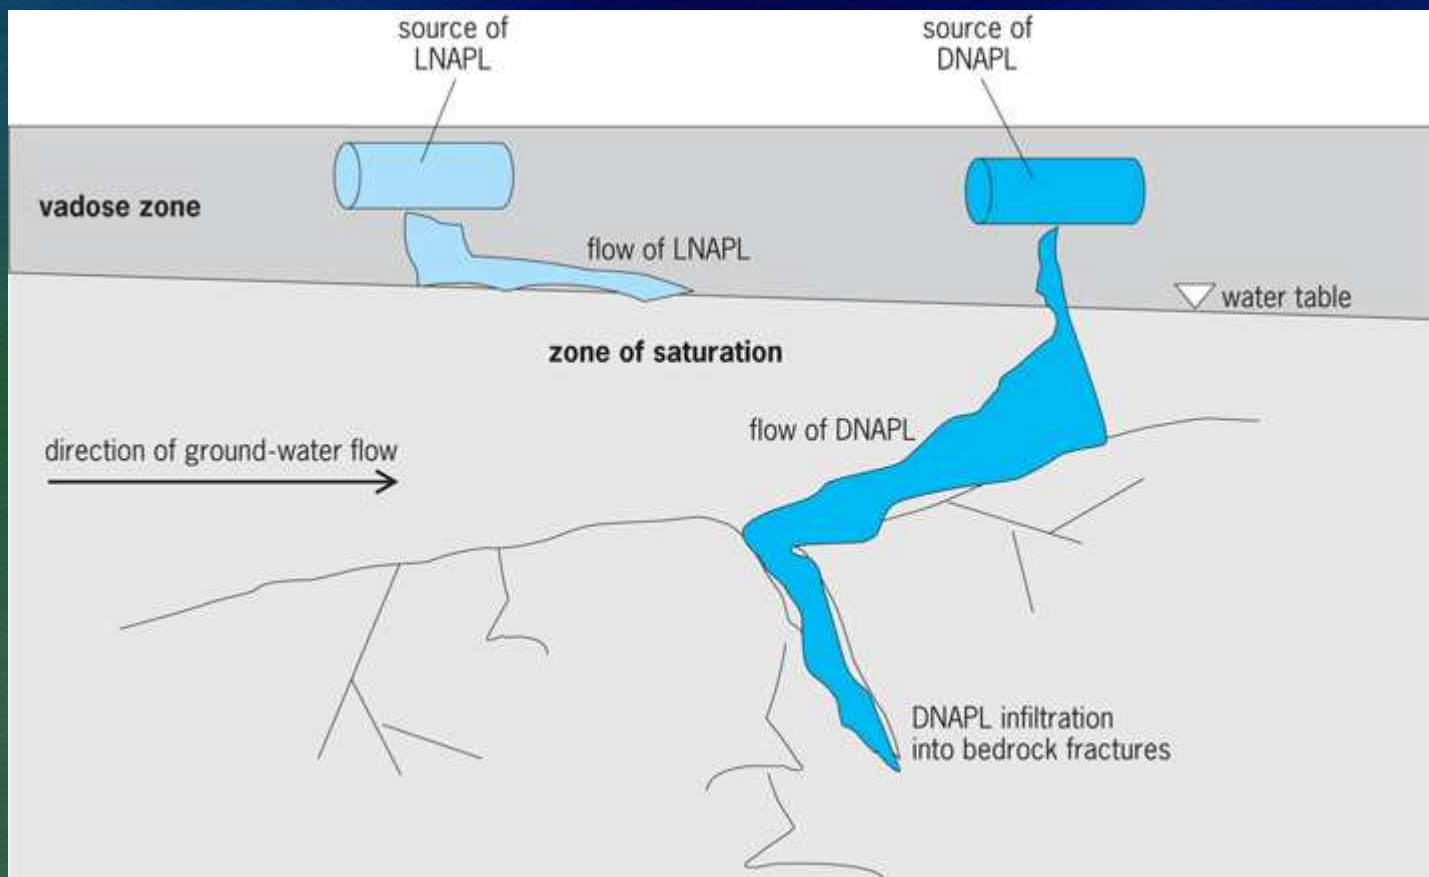 source of
LNAPL
source of
DNAPL
vadose zone
flow of LNAPL
water table
zone of saturation
flow of DNAPL
direction of ground-water flow
DNAPL infiltration
into bedrock fractures